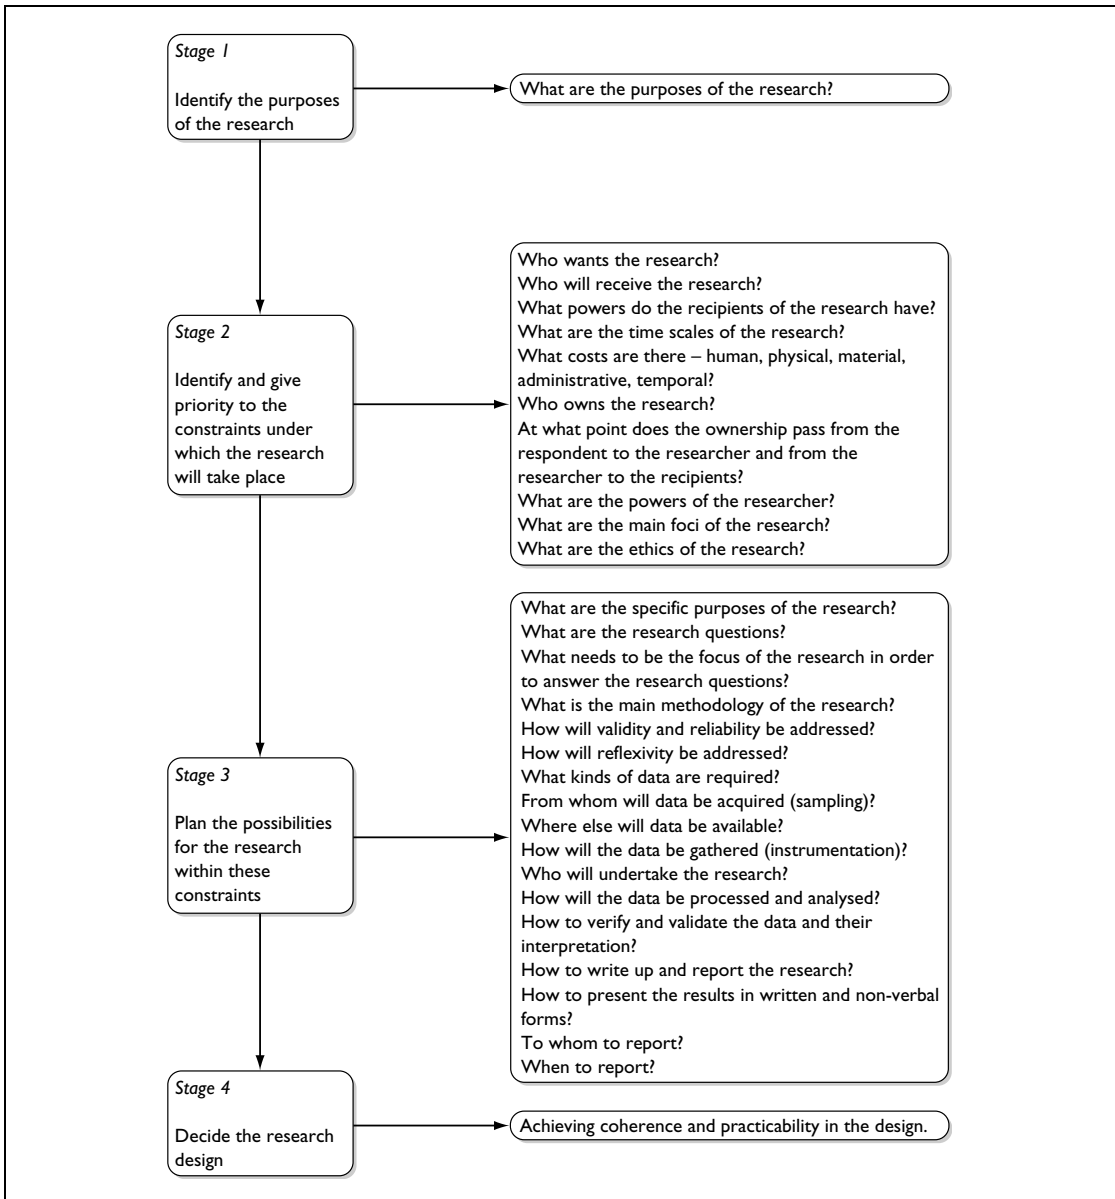 Stage 1
Identify the purposes
of the research
What are the purposes of the research?
Stage 2
Identify and give
priority to the
constraints under
which the research
will take place
Who wants the research?
Who will receive the research?
What powers do the recipients of the research have?
What are the time scales of the research?
What costs are there – human, physical, material,
administrative, temporal?
Who owns the research?
At what point does the ownership pass from the
respondent to the researcher and from the
researcher to the recipients?
What are the powers of the researcher?
What are the main foci of the research?
What are the ethics of the research?
Stage 3
Plan the possibilities
for the research
within these
constraints
What are the specific purposes of the research?
What are the research questions?
What needs to be the focus of the research in order
to answer the research questions?
What is the main methodology of the research?
How will validity and reliability be addressed?
How will reflexivity be addressed?
What kinds of data are required?
From whom will data be acquired (sampling)?
Where else will data be available?
How will the data be gathered (instrumentation)?
Who will undertake the research?
How will the data be processed and analysed?
How to verify and validate the data and their
interpretation?
How to write up and report the research?
How to present the results in written and non-verbal
forms?
To whom to report?
When to report?
Stage 4
Decide the research
design
Achieving coherence and practicability in the design.